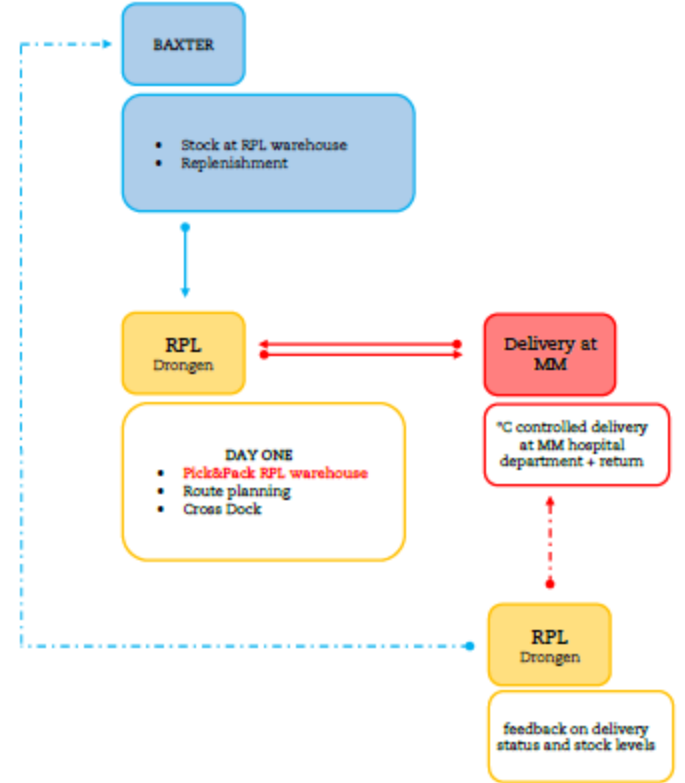 BAXTER
• Stock at RPL warehouse
• Replenishment
RPL
Drongen
Delivery at
MM
°C controlled delivery
at MM hospital
department + return
DAY ONE
• Pick&Pack RPL warehouse
• Route planning
• Cross Dock
RPL
Drongen
feedback on delivery
status and stock levels